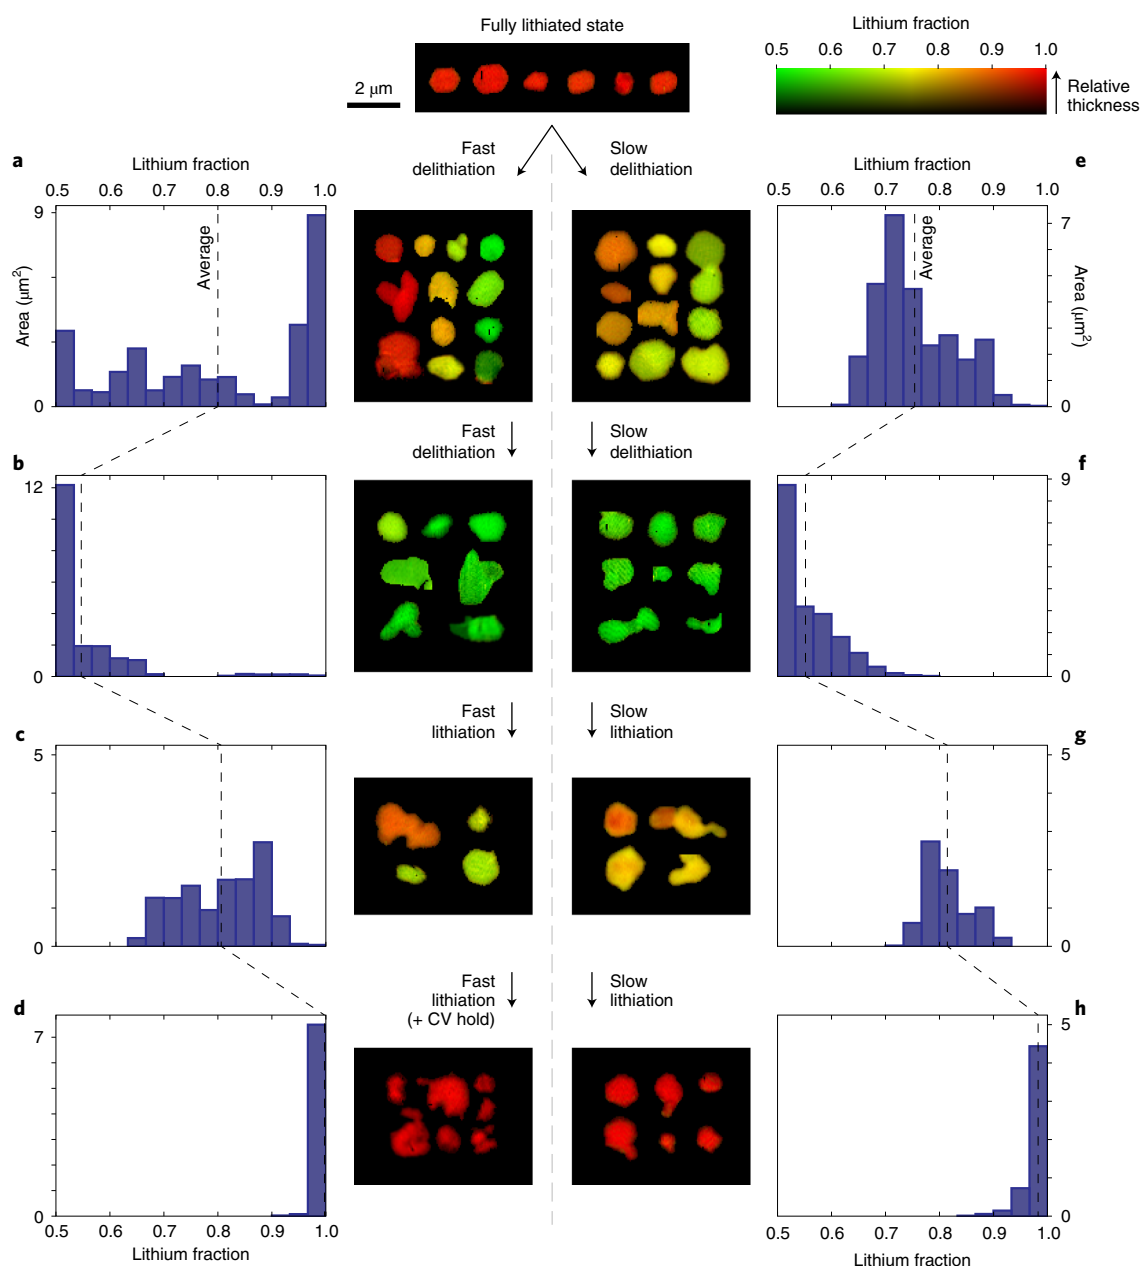 Fully lithiated state
2 μm
Lithium fraction
0.5 0.6 0.7 0.8 0.9 1.0
Relative
thickness
Fast
delithiation
Slow
delithiation
a
Lithium fraction
0.5 0.6 0.7 0.8 0.9 1.0
9
0
Area (μm²)
Average
e
Lithium fraction
0.5 0.6 0.7 0.8 0.9 1.0
7
0
Area (μm²)
Average
Fast
delithiation
Slow
delithiation
b
12
0
f
9
0
Fast
lithiation
Slow
lithiation
c
5
0
g
5
0
Fast
lithiation
(+ CV hold)
Slow
lithiation
d
7
0
0.5 0.6 0.7 0.8 0.9 1.0
Lithium fraction
h
5
0
0.5 0.6 0.7 0.8 0.9 1.0
Lithium fraction